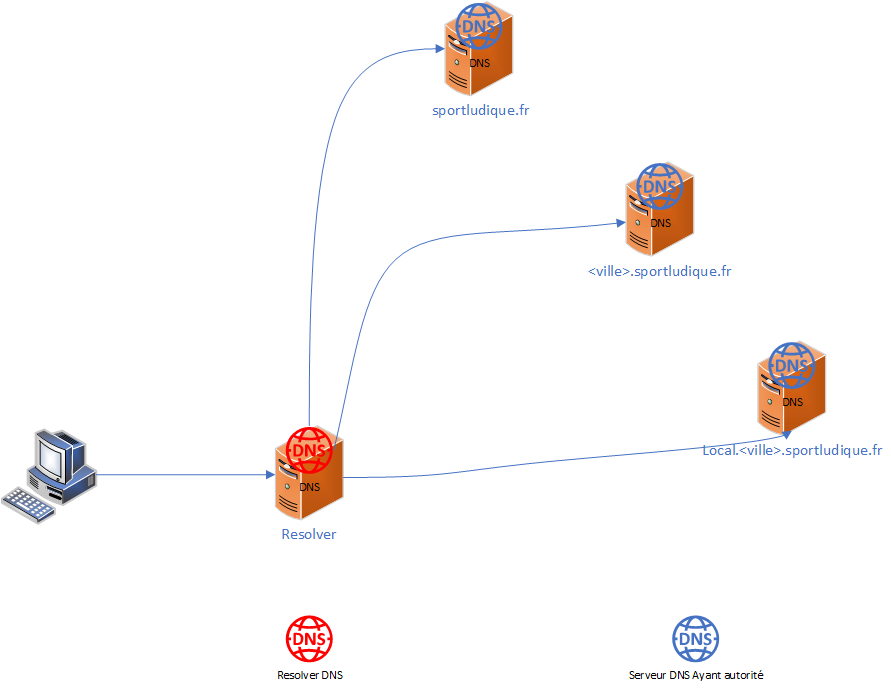 DNS
DNS
sportludique.fr
DNS
DNS
<ville>.sportludique.fr
DNS
DNS
Local.<ville>.sportludique.fr
DNS
DNS
Resolver
DNS
Resolver DNS
DNS
Serveur DNS Ayant autorité